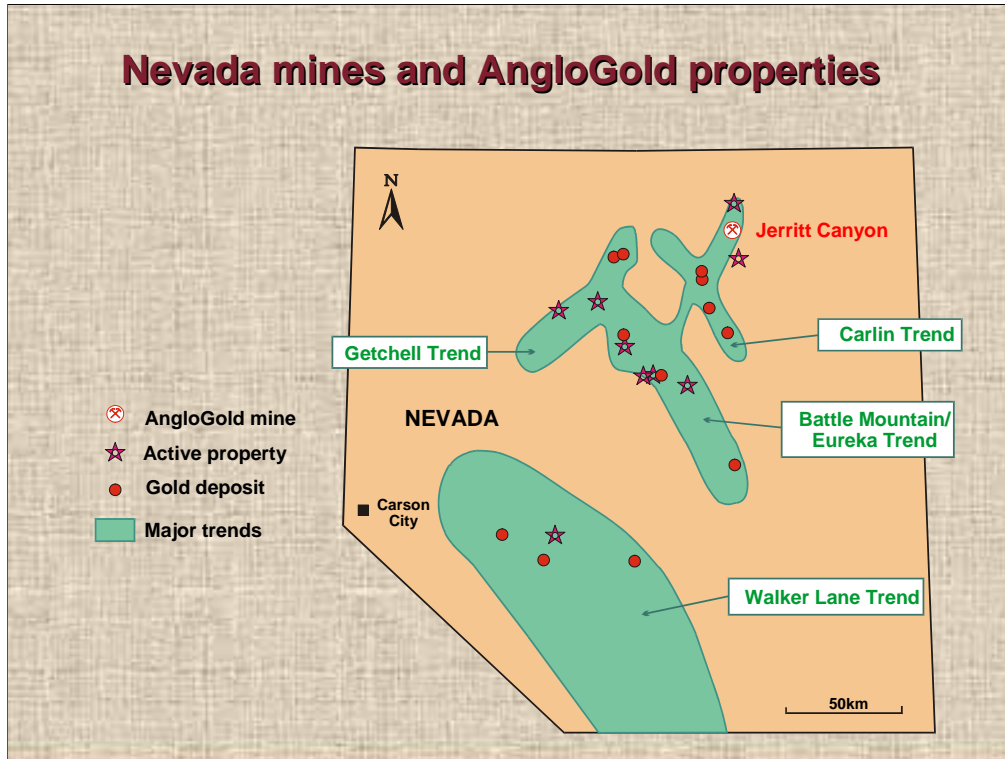 Nevada mines and AngloGold properties
N
Jerritt Canyon
Getchell Trend
Carlin Trend
NEVADA
Battle Mountain/
Eureka Trend
AngloGold mine
Active property
Gold deposit
Major trends
Carson
City
Walker Lane Trend
50km